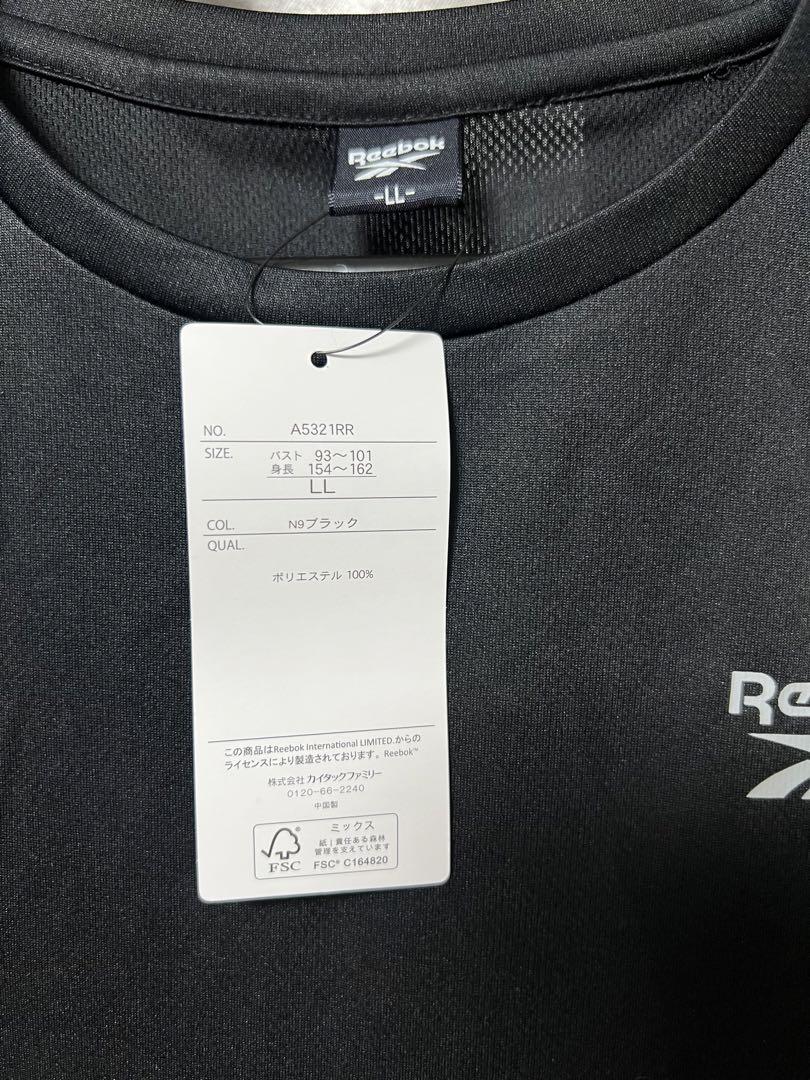 Reebok
-LL-
NO. A5321RR
SIZE. バスト 93〜101
身長 154〜162
LL
COL. N9ブラック
QUAL.
ポリエステル 100%
この商品はReebok International LIMITED.からの
ライセンスにより製造されております。Reebok™
株式会社 カイタックファミリー
0120-66-2240
中国製
ミックス
紙 | 責任ある森林
管理を支えています
FSC® C164820
FSC
Re